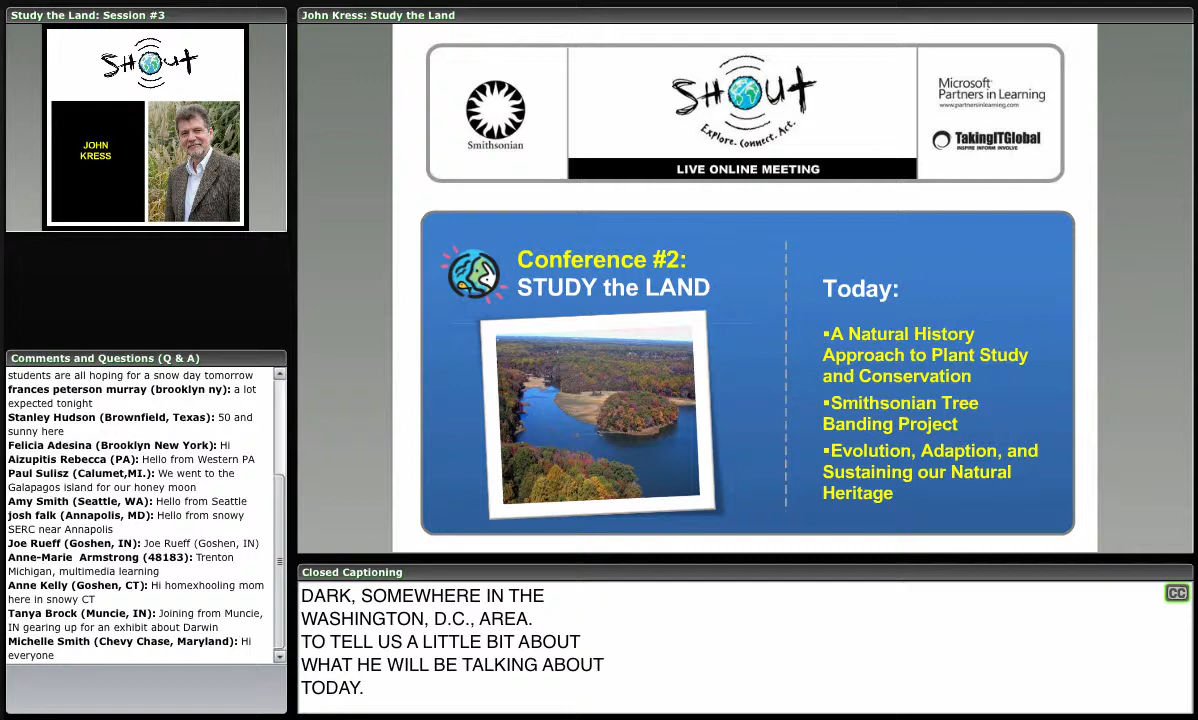 Study the Land: Session #3
SHOUT
JOHN
KRESS
Comments and Questions (Q & A)
students are all hoping for a snow day tomorrow
frances peterson murray (brooklyn ny): a lot
expected tonight
Stanley Hudson (Brownfield, Texas): 50 and
sunny here
Felicia Adesina (Brooklyn New York): Hi
Aizupitis Rebecca (PA): Hello from Western PA
Paul Sulisz (Calumet,MI.): We went to the
Galapagos island for our honey moon
Amy Smith (Seattle, WA): Hello from Seattle
josh falk (Annapolis, MD): Hello from snowy
SERC near Annapolis
Joe Rueff (Goshen, IN): Joe Rueff (Goshen, IN)
Anne-Marie Armstrong (48183): Trenton
Michigan, multimedia learning
Anne Kelly (Goshen, CT): Hi homexhooling mom
here in snowy CT
Tanya Brock (Muncie, IN): Joining from Muncie,
IN gearing up for an exhibit about Darwin
Michelle Smith (Chevy Chase, Maryland): Hi
everyone
John Kress: Study the Land
Smithsonian
SHOUT
Explore. Connect. Act.
LIVE ONLINE MEETING
Microsoft
Partners in Learning
www.partnersinlearning.com
TakingITGlobal
INSPIRE INFORM INVOLVE
Conference #2:
STUDY the LAND
Today:
▪A Natural History
Approach to Plant Study
and Conservation
▪Smithsonian Tree
Banding Project
▪Evolution, Adaption, and
Sustaining our Natural
Heritage
Closed Captioning
DARK, SOMEWHERE IN THE
WASHINGTON, D.C., AREA.
TO TELL US A LITTLE BIT ABOUT
WHAT HE WILL BE TALKING ABOUT
TODAY.
CC